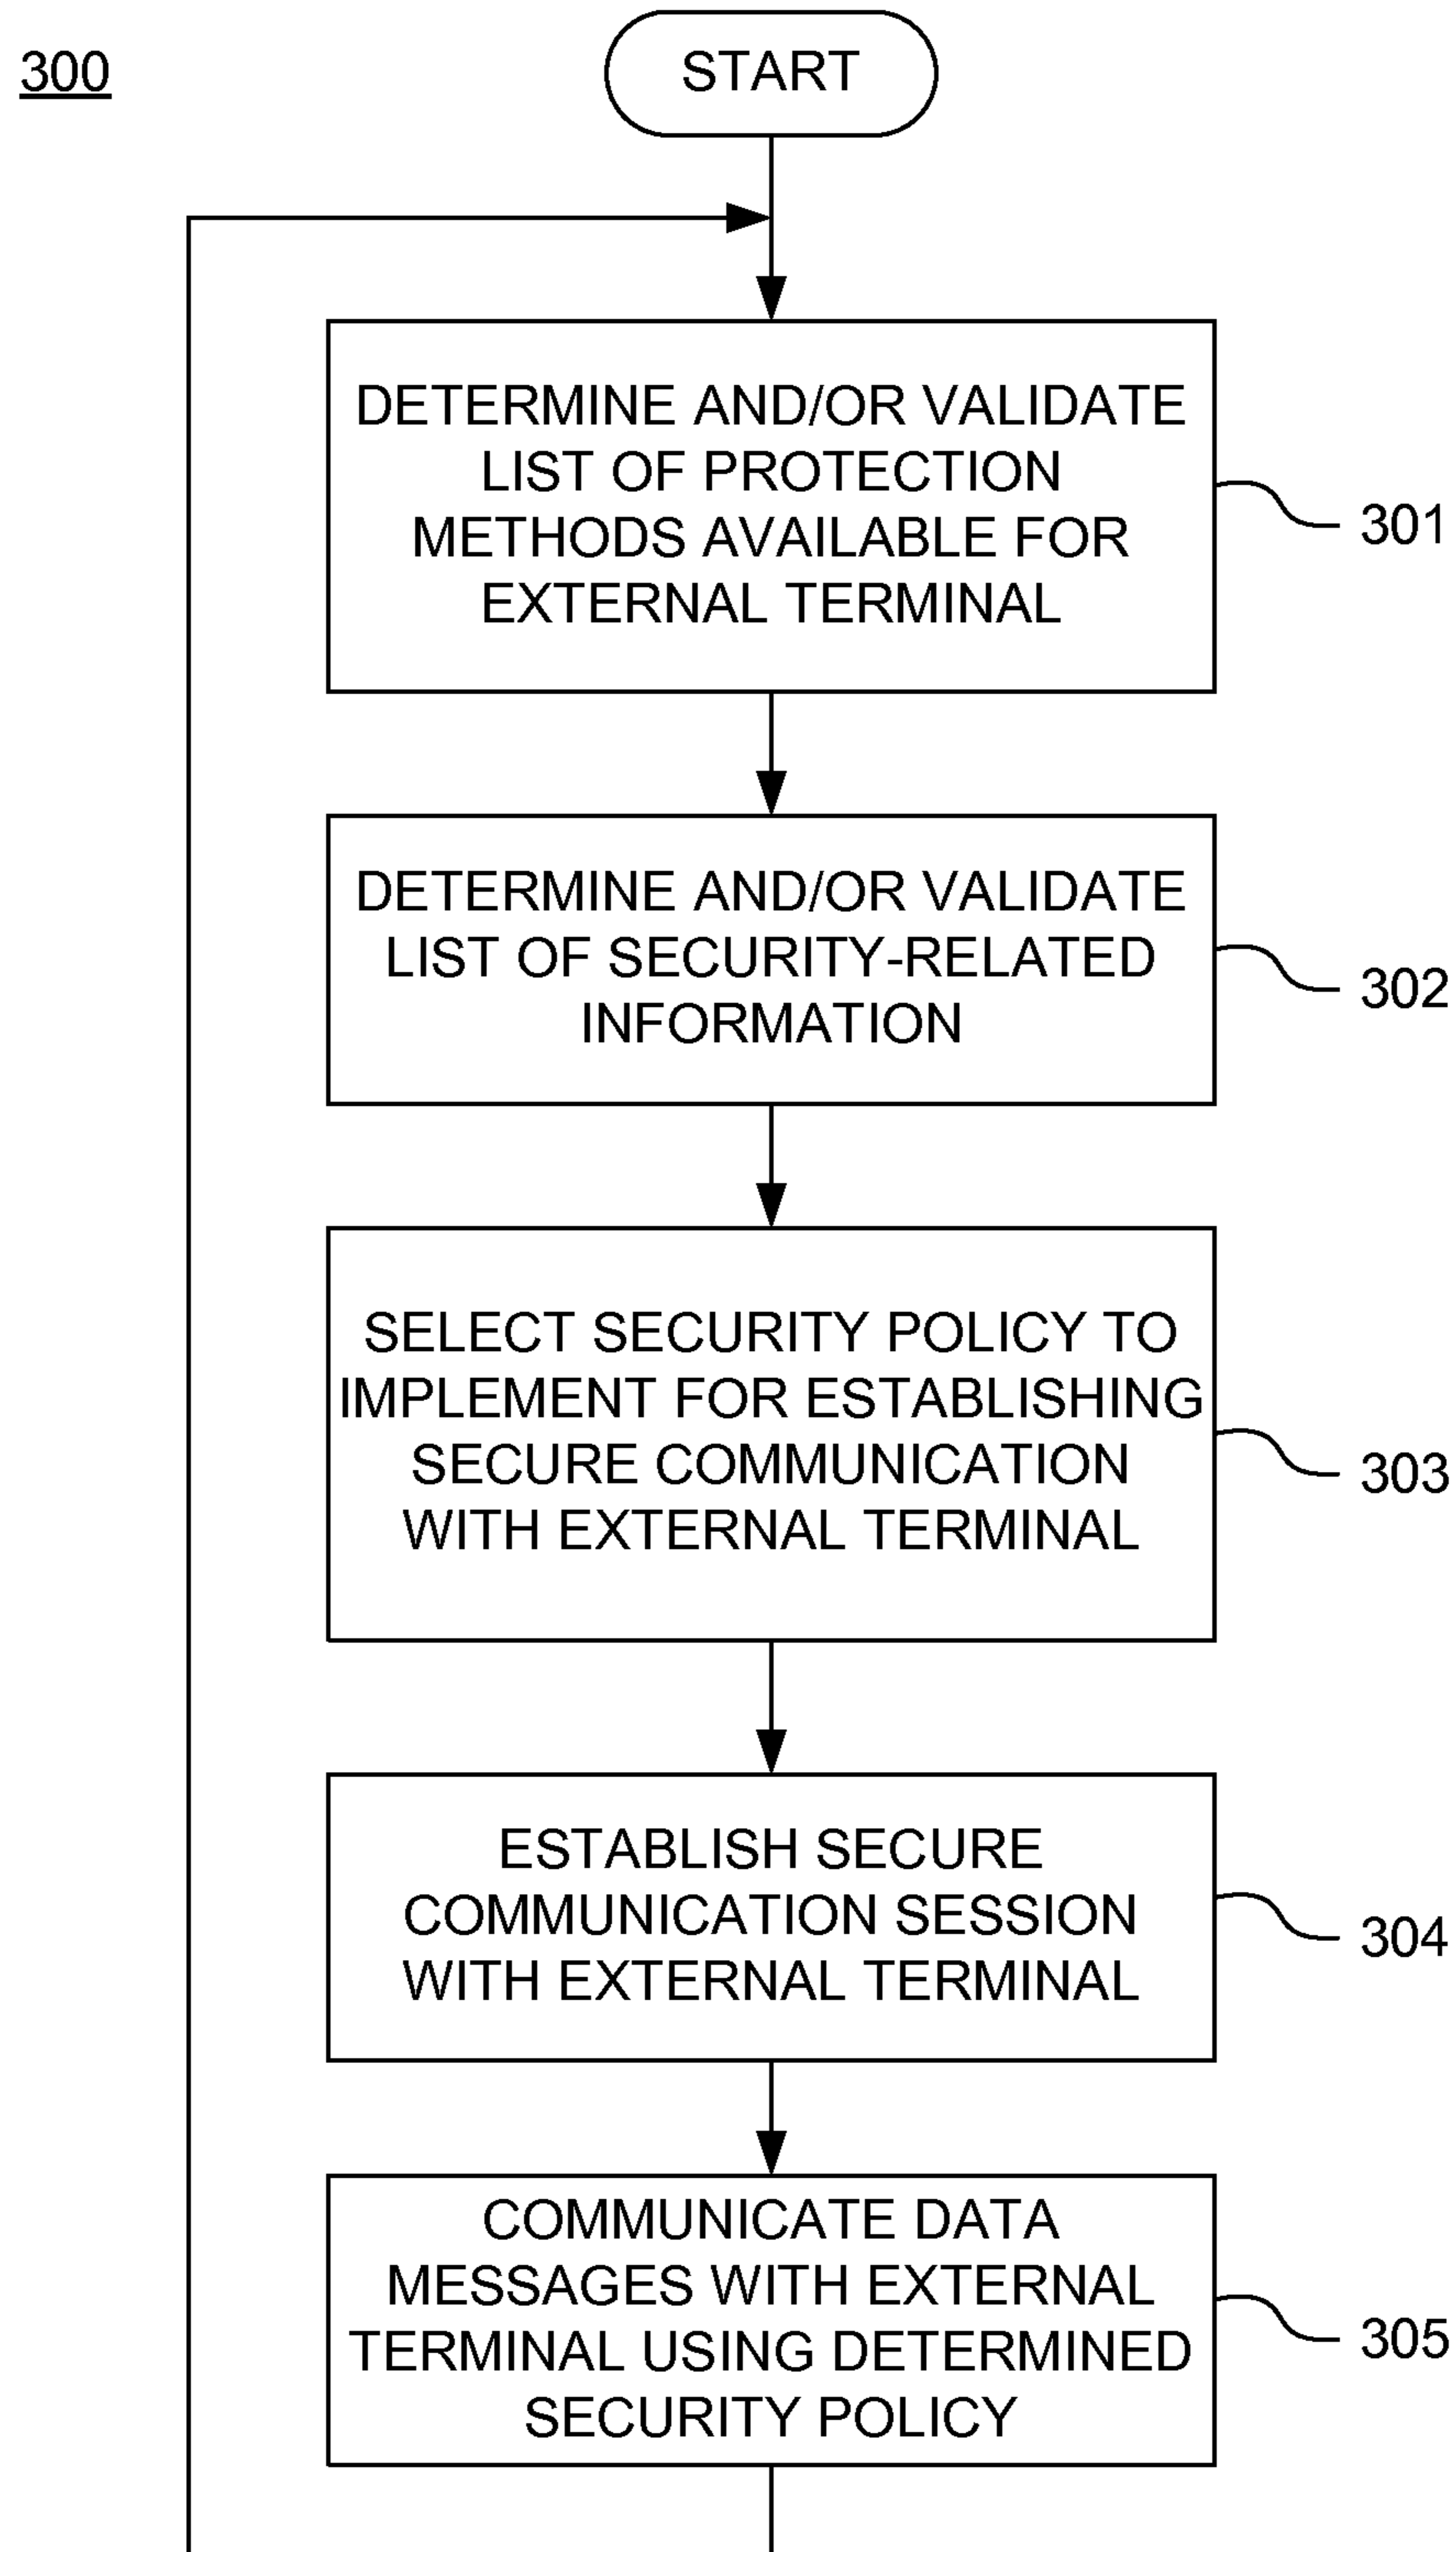 300
START
DETERMINE AND/OR VALIDATE
LIST OF PROTECTION
METHODS AVAILABLE FOR
EXTERNAL TERMINAL
301
DETERMINE AND/OR VALIDATE
LIST OF SECURITY-RELATED
INFORMATION
302
SELECT SECURITY POLICY TO
IMPLEMENT FOR ESTABLISHING
SECURE COMMUNICATION
WITH EXTERNAL TERMINAL
303
ESTABLISH SECURE
COMMUNICATION SESSION
WITH EXTERNAL TERMINAL
304
COMMUNICATE DATA
MESSAGES WITH EXTERNAL
TERMINAL USING DETERMINED
SECURITY POLICY
305